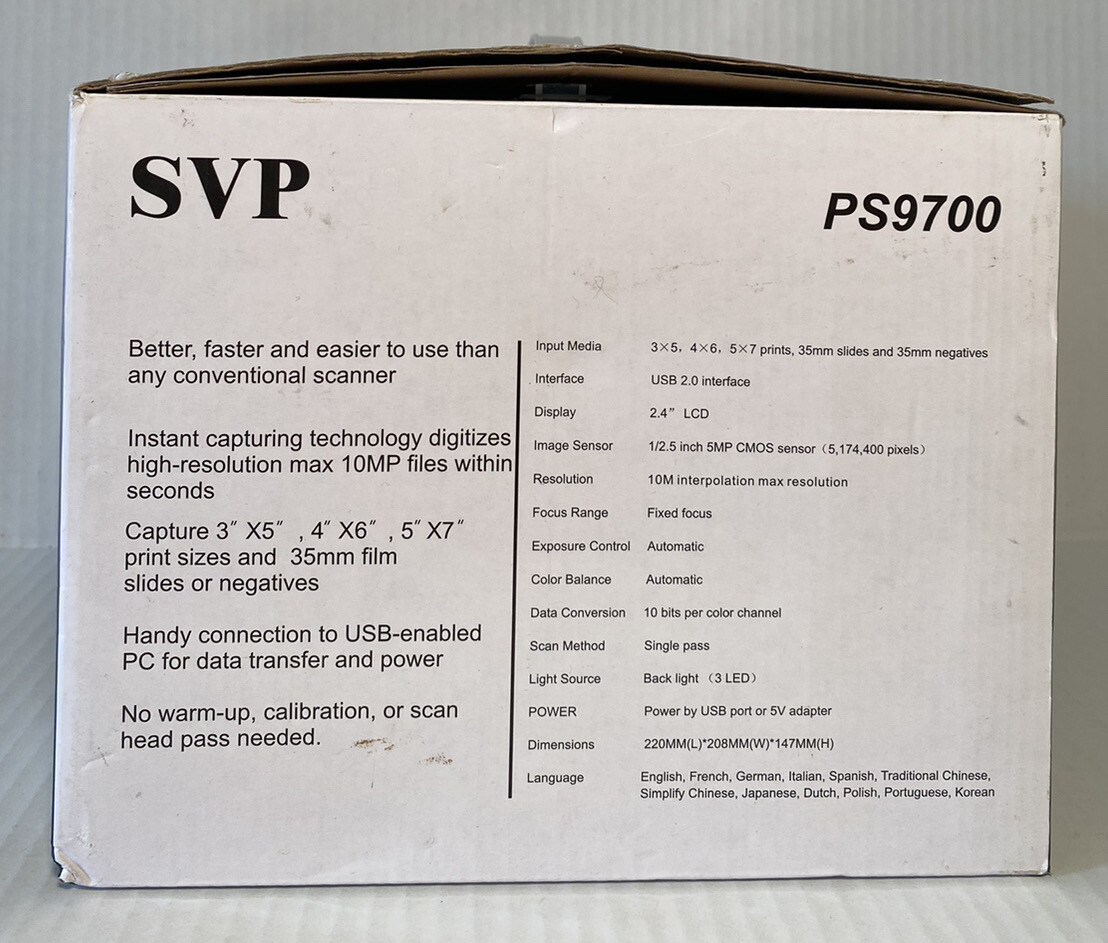 SVP
PS9700
Better, faster and easier to use than
any conventional scanner
Instant capturing technology digitizes
high-resolution max 10MP files within
seconds
Capture 3″ X5″ , 4″ X6″ , 5″ X7″
print sizes and 35mm film
slides or negatives
Handy connection to USB-enabled
PC for data transfer and power
No warm-up, calibration, or scan
head pass needed.
Input Media 3×5, 4×6, 5×7 prints, 35mm slides and 35mm negatives
Interface USB 2.0 interface
Display 2.4″ LCD
Image Sensor 1/2.5 inch 5MP CMOS sensor (5,174,400 pixels)
Resolution 10M interpolation max resolution
Focus Range Fixed focus
Exposure Control Automatic
Color Balance Automatic
Data Conversion 10 bits per color channel
Scan Method Single pass
Light Source Back light (3 LED)
POWER Power by USB port or 5V adapter
Dimensions 220MM(L)*208MM(W)*147MM(H)
Language English, French, German, Italian, Spanish, Traditional Chinese,
Simplify Chinese, Japanese, Dutch, Polish, Portuguese, Korean